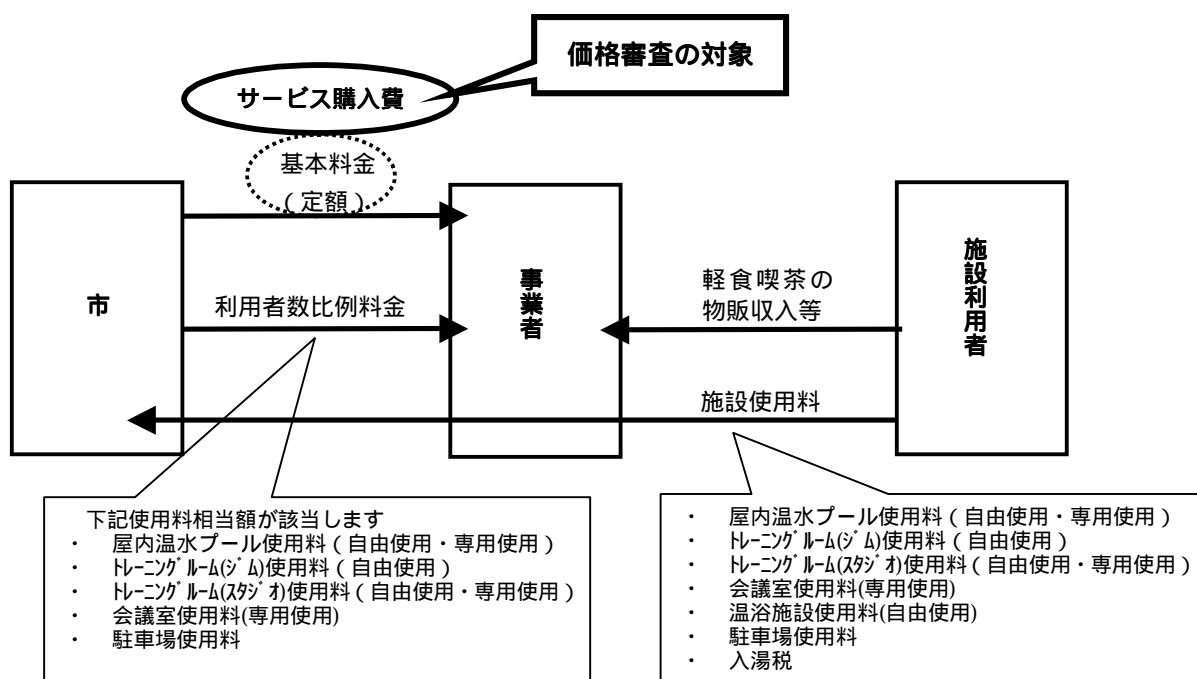 価格審査の対象
サービス購入費
基本料金
（定額）
市
事業者
施設利用者
利用者数比例料金
軽食喫茶の
物販収入等
施設使用料
下記使用料相当額が該当します
・ 屋内温水プール使用料（自由使用・専用使用）
・ ﾄﾚｰﾆﾝｸﾞﾙｰﾑ(ｼﾞﾑ)使用料（自由使用）
・ ﾄﾚｰﾆﾝｸﾞﾙｰﾑ(ｽﾀｼﾞｵ)使用料（自由使用・専用使用）
・ 会議室使用料(専用使用)
・ 駐車場使用料
・ 屋内温水プール使用料（自由使用・専用使用）
・ ﾄﾚｰﾆﾝｸﾞﾙｰﾑ(ｼﾞﾑ)使用料（自由使用）
・ ﾄﾚｰﾆﾝｸﾞﾙｰﾑ(ｽﾀｼﾞｵ)使用料（自由使用・専用使用）
・ 会議室使用料(専用使用)
・ 温浴施設使用料(自由使用)
・ 駐車場使用料
・ 入湯税